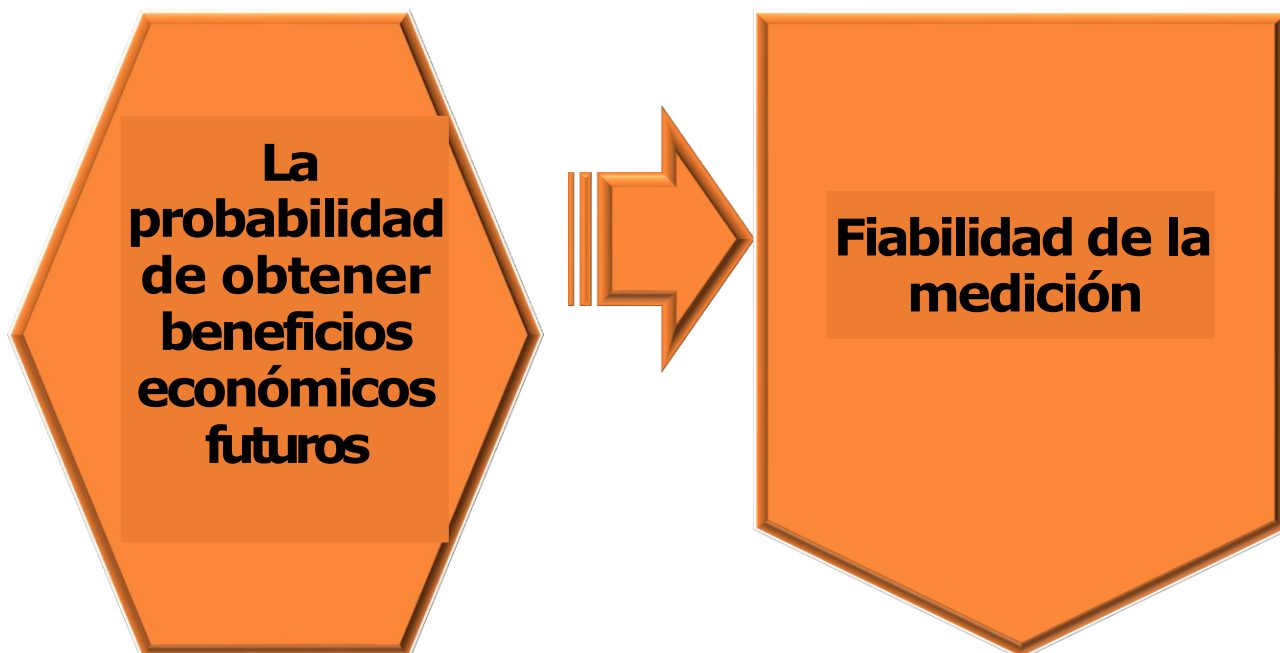 La
probabilidad
de obtener
beneficios
económicos
futuros
Fiabilidad de la
medición